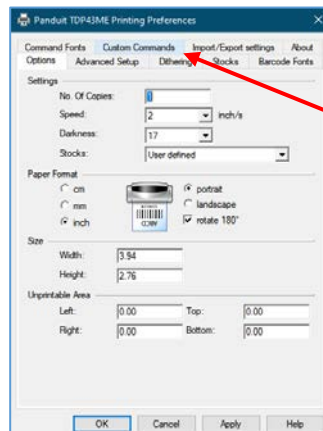 Panduit TDP43ME Printing Preferences
Command Fonts Custom Commands Import/Export settings About
Options Advanced Setup Dithering Stocks Barcode Fonts
Settings
No. Of Copies: 1
Speed: 2 inch/s
Darkness: 17
Stocks: User defined
Paper Format
cm portrait
mm landscape
inch rotate 180°
Size
Width: 3.94
Height: 2.76
Unprintable Area
Left: 0.00 Top: 0.00
Right: 0.00 Bottom: 0.00
OK Cancel Apply Help